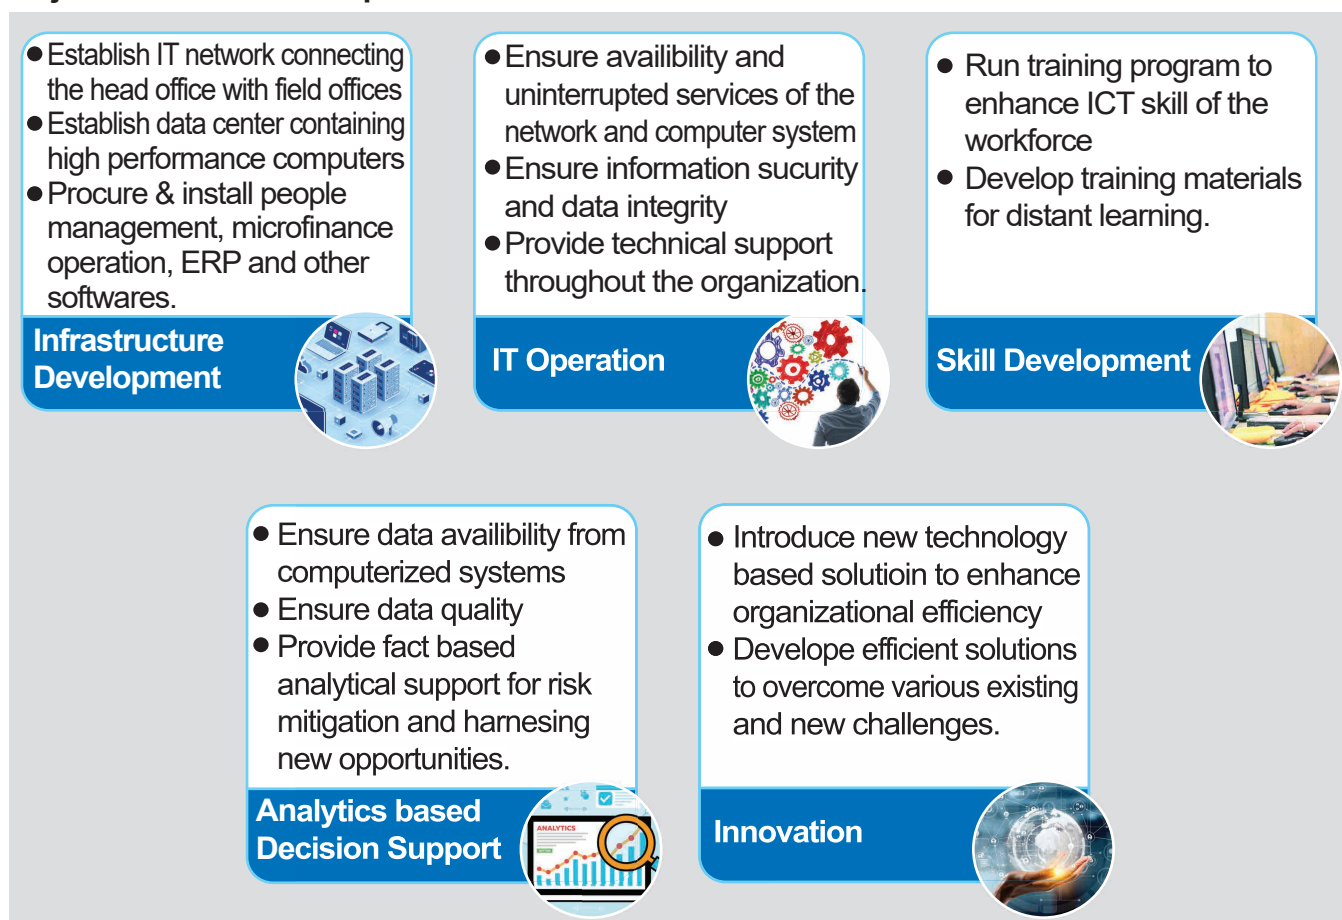 ● Establish IT network connecting
the head office with field offices
● Establish data center containing
high performance computers
● Procure & install people
management, microfinance
operation, ERP and other
softwares.
Infrastructure
Development
● Ensure availibility and
uninterrupted services of the
network and computer system
● Ensure information sucurity
and data integrity
● Provide technical support
throughout the organization.
IT Operation
● Run training program to
enhance ICT skill of the
workforce
● Develop training materials
for distant learning.
Skill Development
● Ensure data availibility from
computerized systems
● Ensure data quality
● Provide fact based
analytical support for risk
mitigation and harnesing
new opportunities.
Analytics based
Decision Support
ANALYTICS
● Introduce new technology
based solutioin to enhance
organizational efficiency
● Develope efficient solutions
to overcome various existing
and new challenges.
Innovation